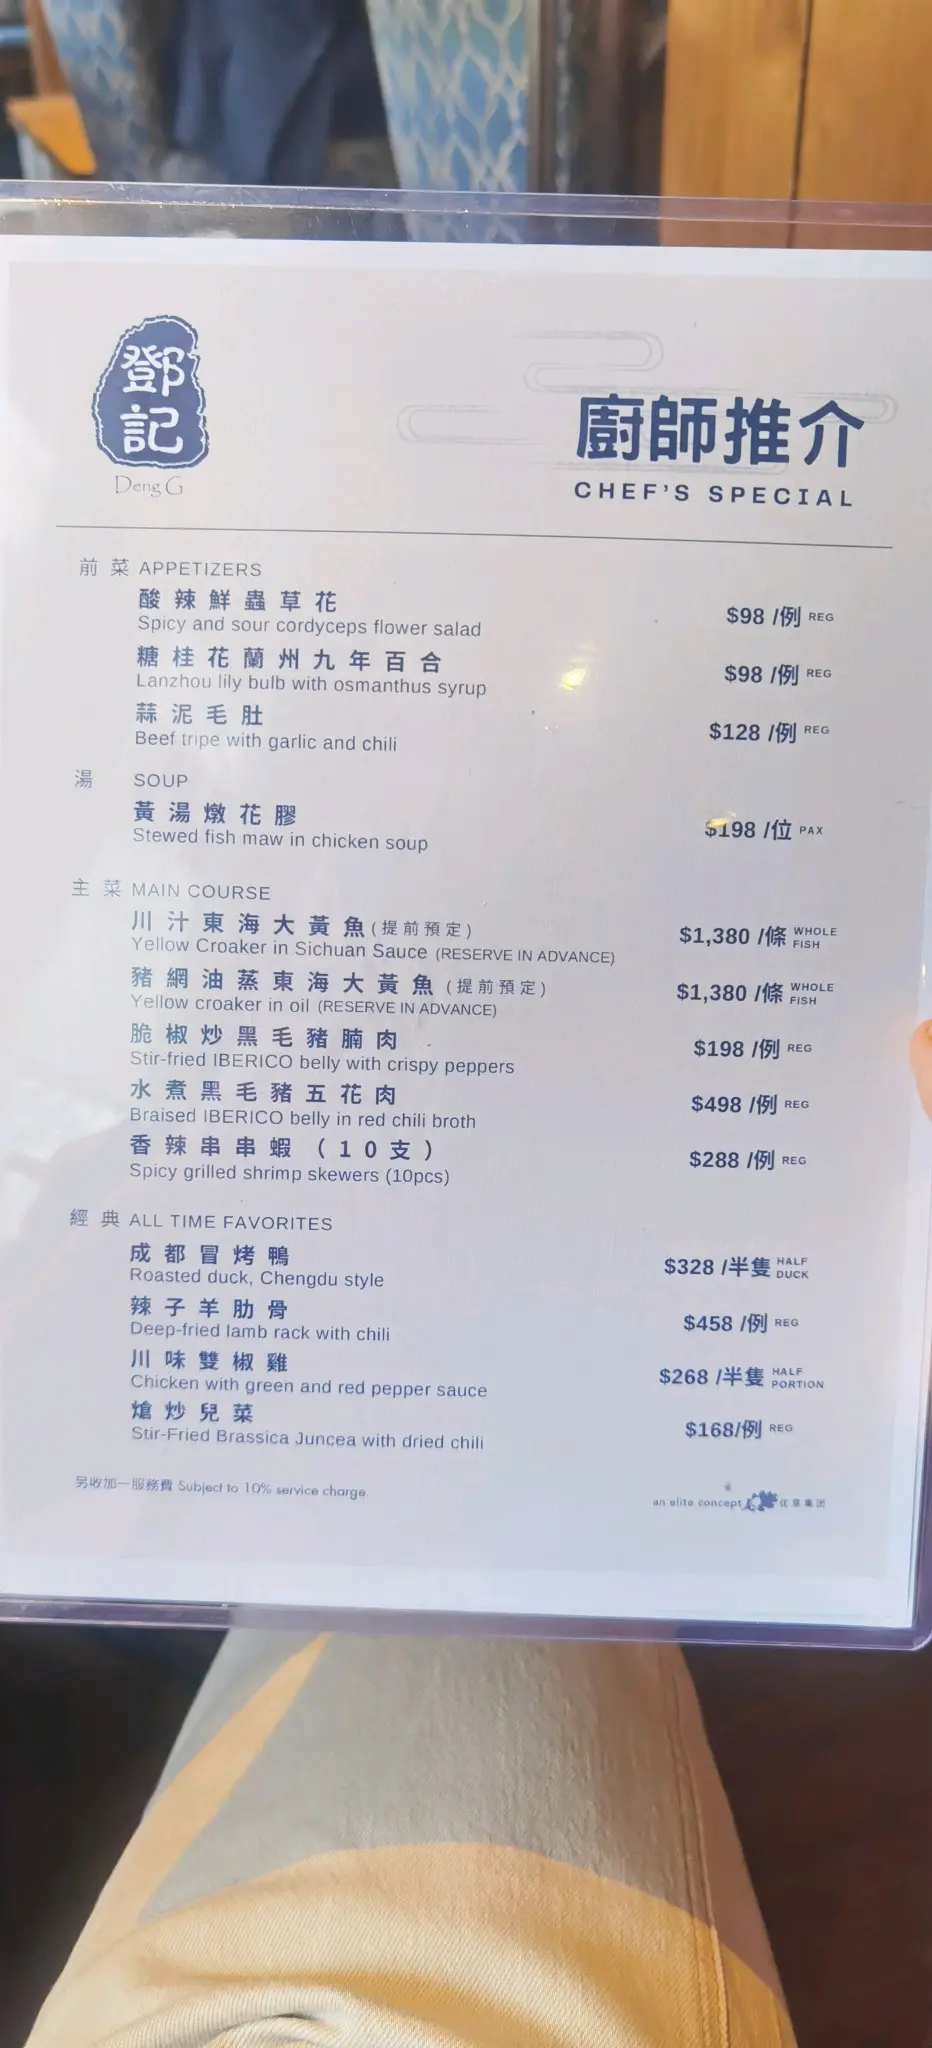 鄧
記
Deng G
廚師推介
CHEF'S SPECIAL
前菜 APPETIZERS
酸辣鮮蟲草花
Spicy and sour cordyceps flower salad
$98 /例 REG
糖桂花蘭州九年百合
Lanzhou lily bulb with osmanthus syrup
$98 /例 REG
蒜泥毛肚
Beef tripe with garlic and chili
$128 /例 REG
湯 SOUP
黃湯燉花膠
Stewed fish maw in chicken soup
$198 /位 PAX
主菜 MAIN COURSE
川汁東海大黃魚(提前預定)
Yellow Croaker in Sichuan Sauce (RESERVE IN ADVANCE)
$1,380 /條 WHOLE FISH
豬網油蒸東海大黃魚(提前預定)
Yellow croaker in oil (RESERVE IN ADVANCE)
$1,380 /條 WHOLE FISH
脆椒炒黑毛豬腩肉
Stir-fried IBERICO belly with crispy peppers
$198 /例 REG
水煮黑毛豬五花肉
Braised IBERICO belly in red chili broth
$498 /例 REG
香辣串串蝦（10支）
Spicy grilled shrimp skewers (10pcs)
$288 /例 REG
經典 ALL TIME FAVORITES
成都冒烤鴨
Roasted duck, Chengdu style
$328 /半隻 HALF DUCK
辣子羊肋骨
Deep-fried lamb rack with chili
$458 /例 REG
川味雙椒雞
Chicken with green and red pepper sauce
$268 /半隻 HALF PORTION
熗炒兒菜
Stir-Fried Brassica Juncea with dried chili
$168/例 REG
另收加一服務費 Subject to 10% service charge.
an elite concept 优意集团